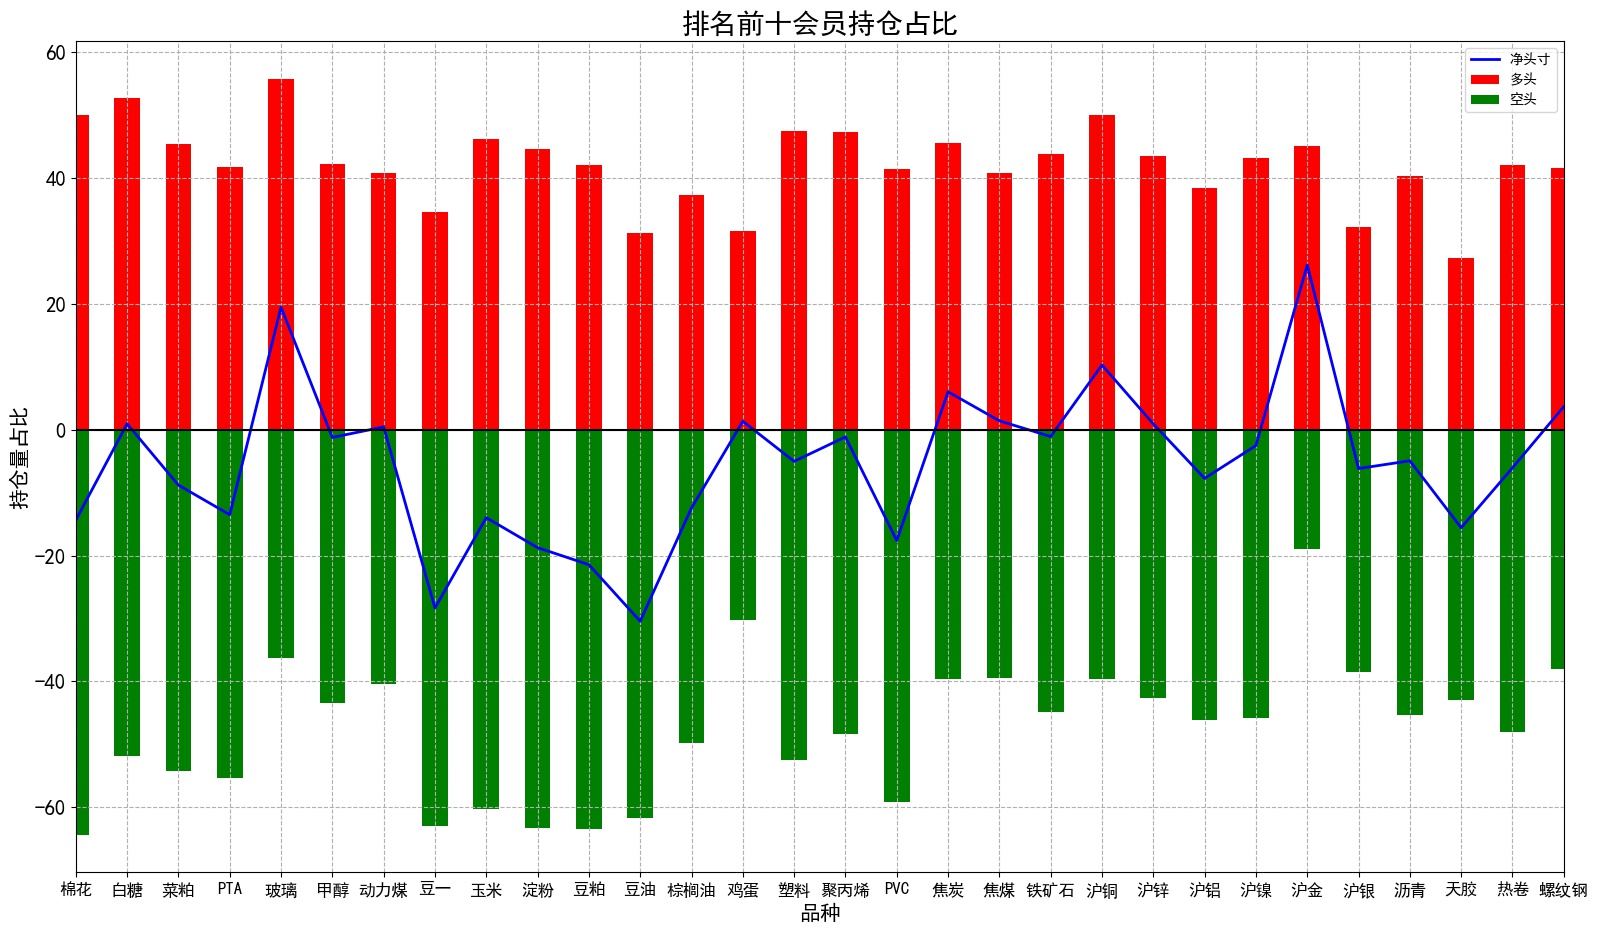 排名前十会员持仓占比
净头寸
多头
空头
持仓量占比
60
40
20
0
−20
−40
−60
棉花 白糖 菜粕 PTA 玻璃 甲醇 动力煤 豆一 玉米 淀粉 豆粕 豆油 棕榈油 鸡蛋 塑料 聚丙烯 PVC 焦炭 焦煤 铁矿石 沪铜 沪锌 沪铝 沪镍 沪金 沪银 沥青 天胶 热卷 螺纹钢
品种